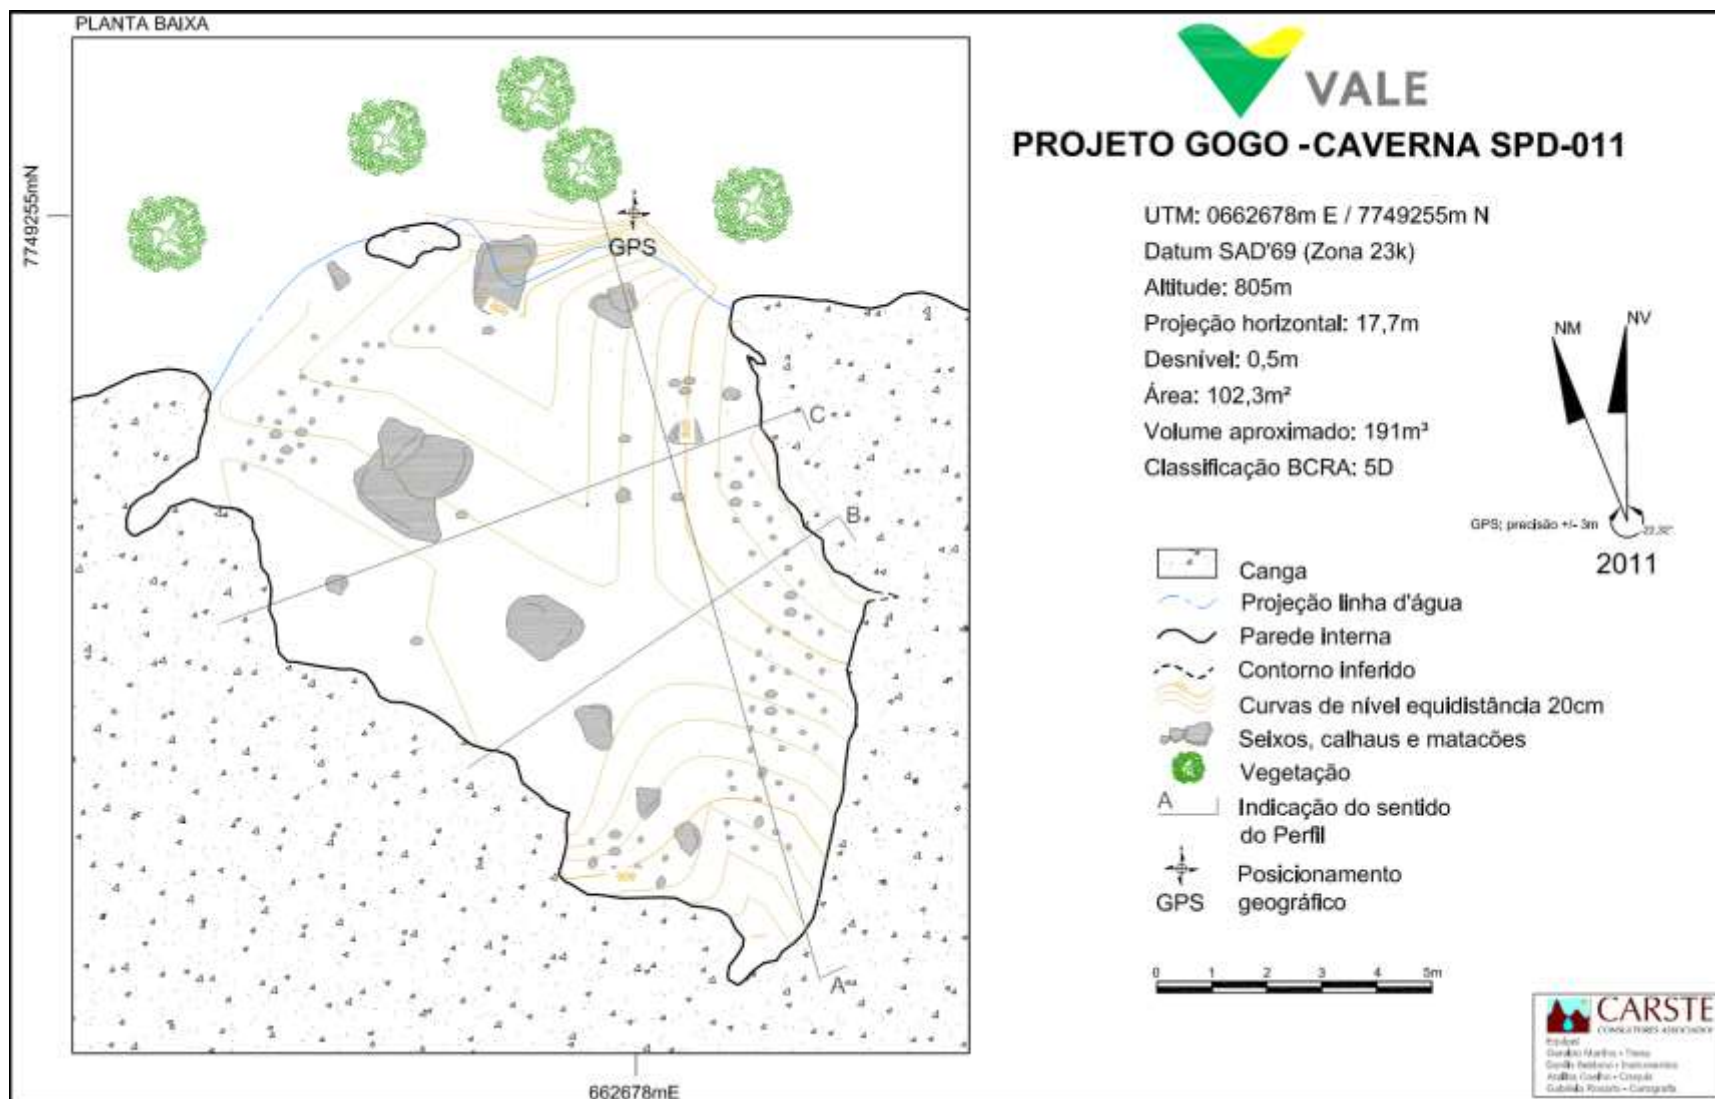 PLANTA BAIXA
VALE
PROJETO GOGO -CAVERNA SPD-011
UTM: 0662678m E / 7749255m N
Datum SAD'69 (Zona 23k)
Altitude: 805m
Projeção horizontal: 17,7m
Desnível: 0,5m
Área: 102,3m²
Volume aproximado: 191m³
Classificação BCRA: 5D
NM
NV
GPS; precisão +/- 3m
2011
7749255mN
GPS
C
B
A
662678mE
Canga
Projeção linha d'água
Parede interna
Contorno inferido
Curvas de nível equidistância 20cm
Seixos, calhaus e matacões
Vegetação
A
Indicação do sentido
do Perfil
Posicionamento
GPS
geográfico
0 1 2 3 4 5m
CARSTE
CONSULTORES ASSOCIADOS